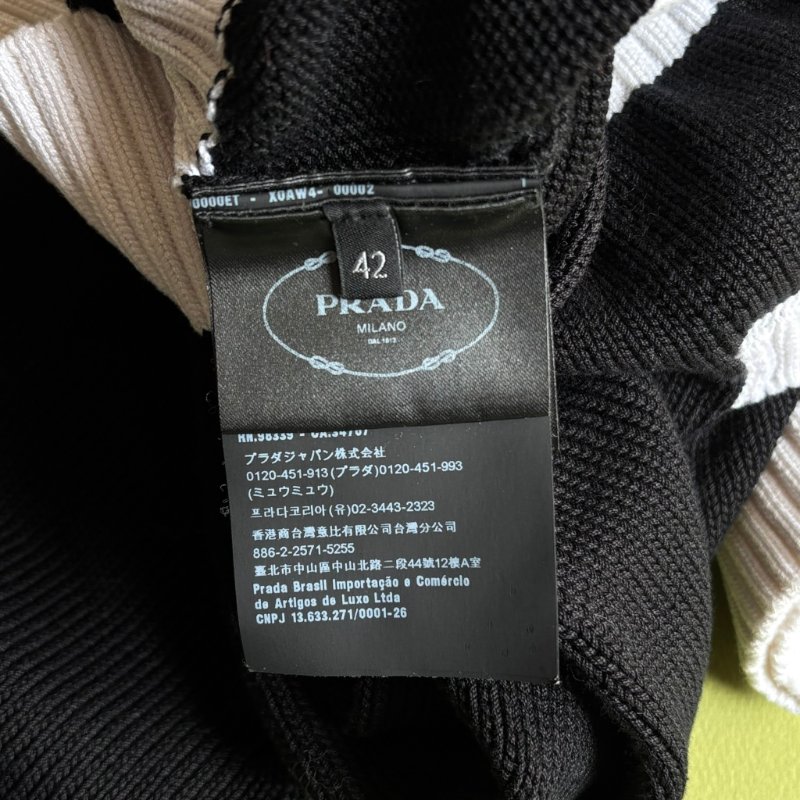 0000ET - X0AW4- 00002
42
PRADA
MILANO
DAL 1913
RN.98339 - CA.34707
プラダジャパン株式会社
0120-451-913 (プラダ)0120-451-993
(ミュウミュウ)
프라다코리아 (유)02-3443-2323
香港商台灣意比有限公司台灣分公司
886-2-2571-5255
臺北市中山區中山北路二段44號12樓A室
Prada Brasil Importação e Comércio
de Artigos de Luxo Ltda
CNPJ 13.633.271/0001-26